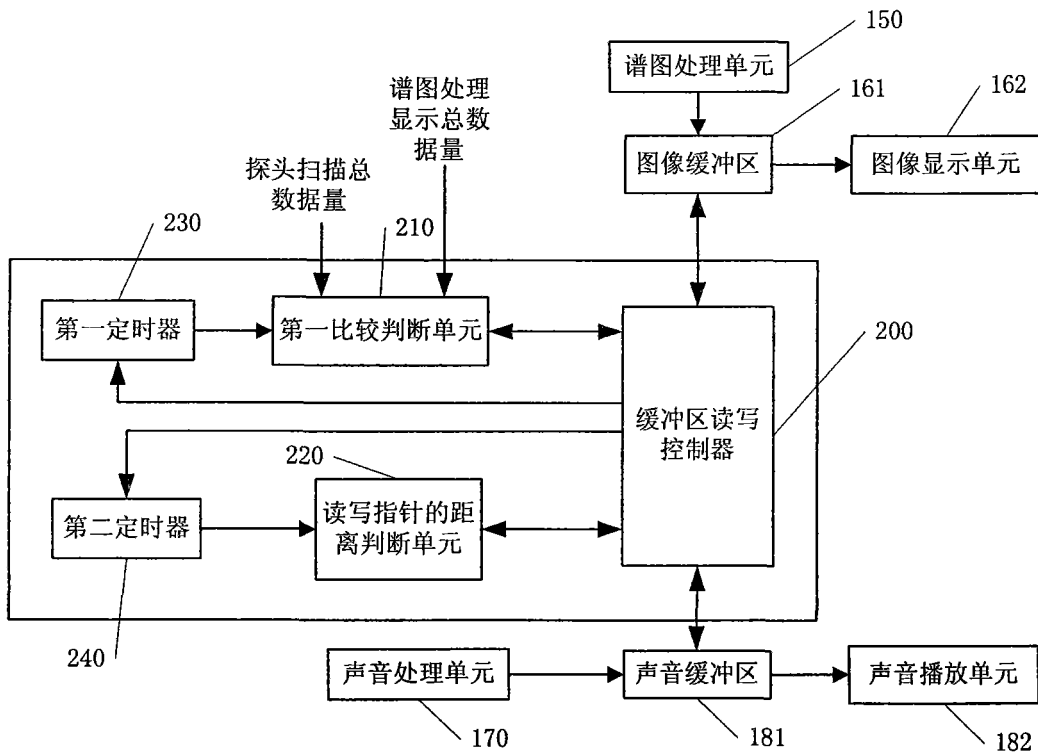 150
谱图处理单元
谱图处理
显示总数
据量
161
162
探头扫描总
数据量
图像缓冲区
图像显示单元
230
210
第一定时器
第一比较判断单元
200
缓冲区读写
控制器
220
第二定时器
读写指针的距
离判断单元
240
声音处理单元
声音缓冲区
声音播放单元
170
181
182